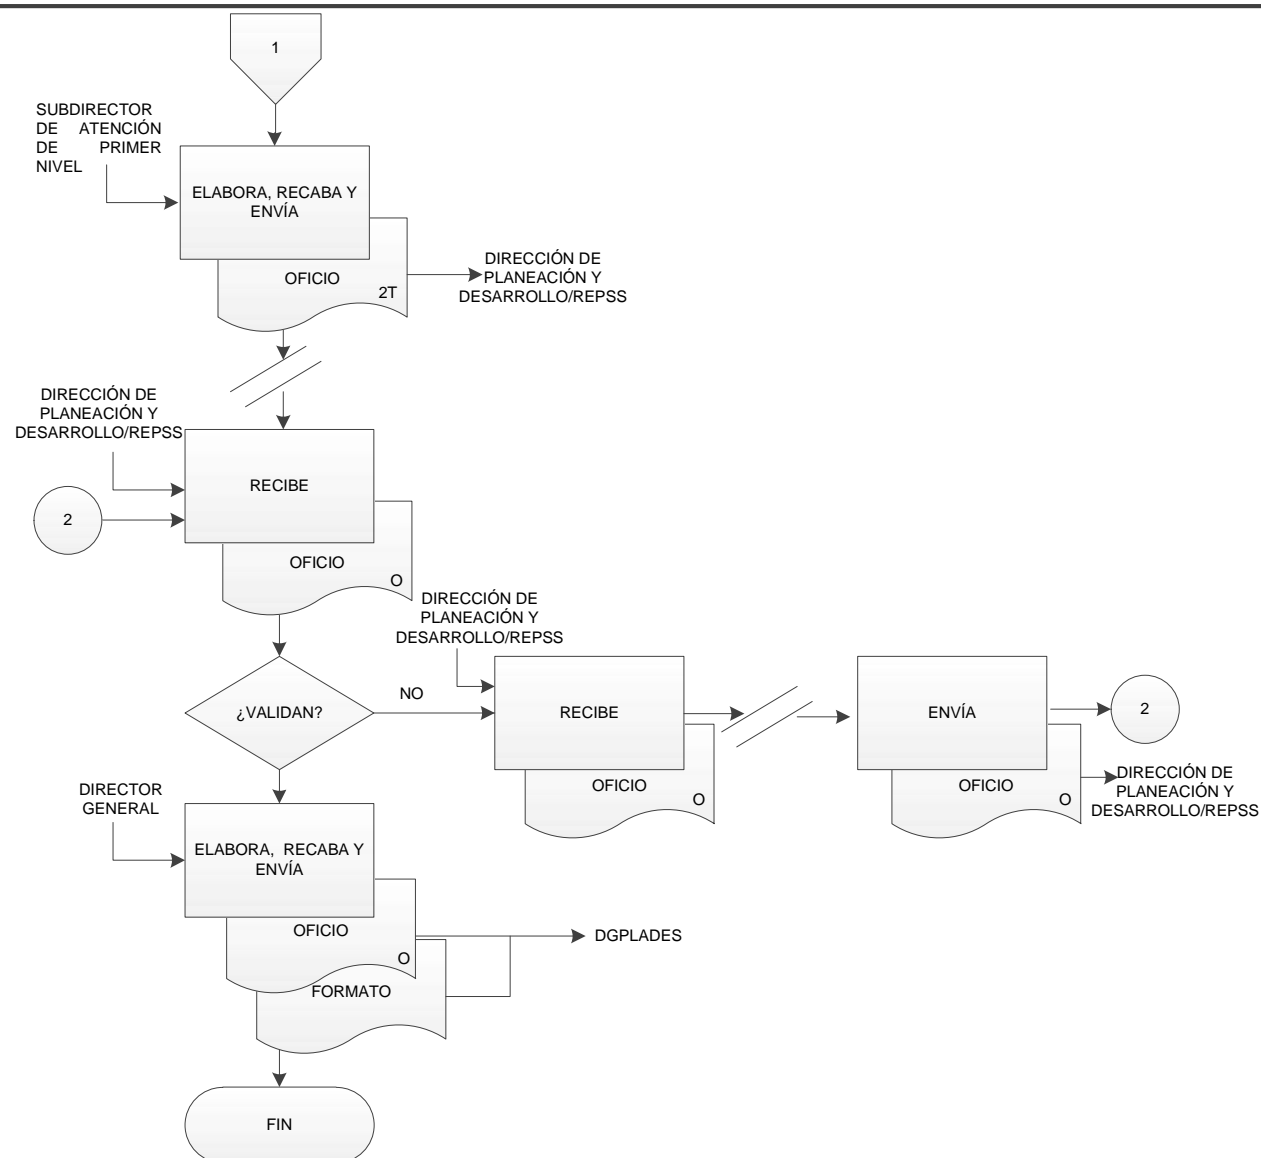 1
SUBDIRECTOR
DE ATENCIÓN
DE PRIMER
NIVEL
ELABORA, RECABA Y
ENVÍA
OFICIO
2T
DIRECCIÓN DE
PLANEACIÓN Y
DESARROLLO/REPSS
DIRECCIÓN DE
PLANEACIÓN Y
DESARROLLO/REPSS
RECIBE
2
OFICIO
O
DIRECCIÓN DE
PLANEACIÓN Y
DESARROLLO/REPSS
¿VALIDAN?
NO
RECIBE
OFICIO
O
ENVÍA
2
OFICIO
O
DIRECCIÓN DE
PLANEACIÓN Y
DESARROLLO/REPSS
DIRECTOR
GENERAL
ELABORA, RECABA Y
ENVÍA
OFICIO
O
DGPLADES
FORMATO
FIN